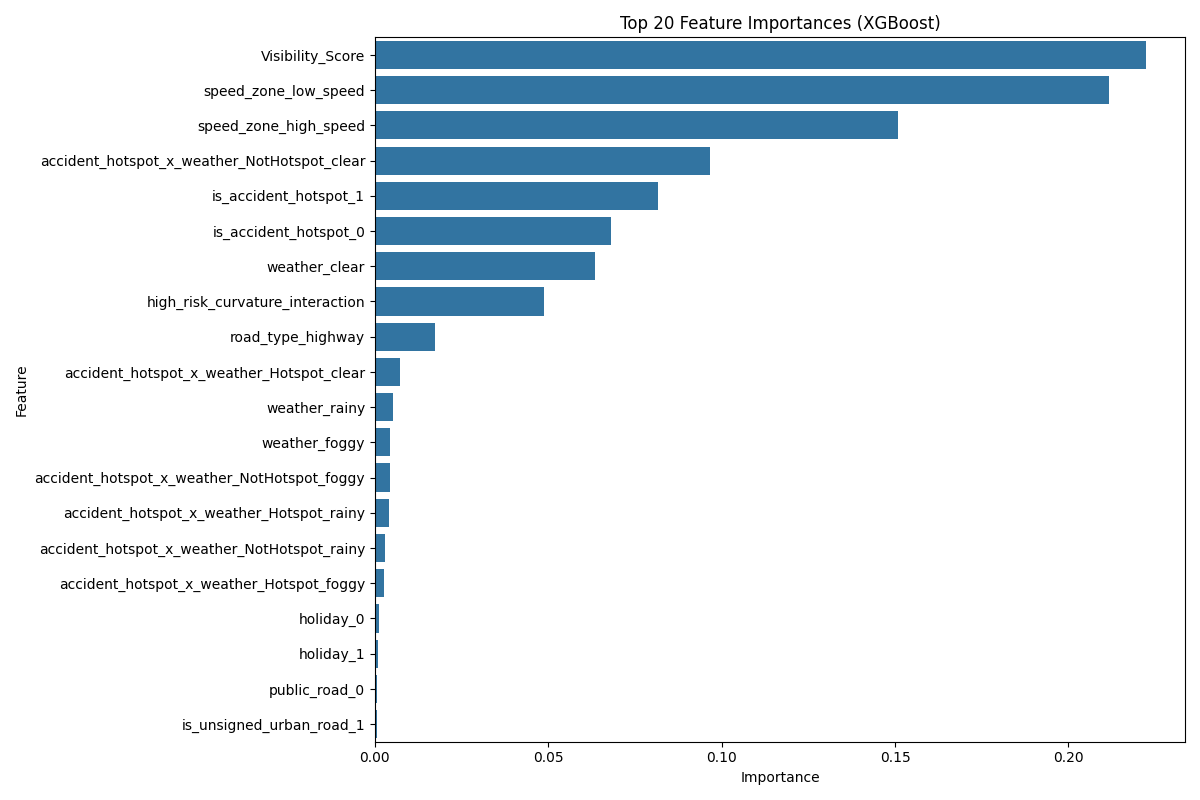 Top 20 Feature Importances (XGBoost)
Visibility_Score
speed_zone_low_speed
speed_zone_high_speed
accident_hotspot_x_weather_NotHotspot_clear
is_accident_hotspot_1
is_accident_hotspot_0
weather_clear
high_risk_curvature_interaction
road_type_highway
accident_hotspot_x_weather_Hotspot_clear
weather_rainy
weather_foggy
accident_hotspot_x_weather_NotHotspot_foggy
accident_hotspot_x_weather_Hotspot_rainy
accident_hotspot_x_weather_NotHotspot_rainy
accident_hotspot_x_weather_Hotspot_foggy
holiday_0
holiday_1
public_road_0
is_unsigned_urban_road_1
Feature
0.00 0.05 0.10 0.15 0.20
Importance